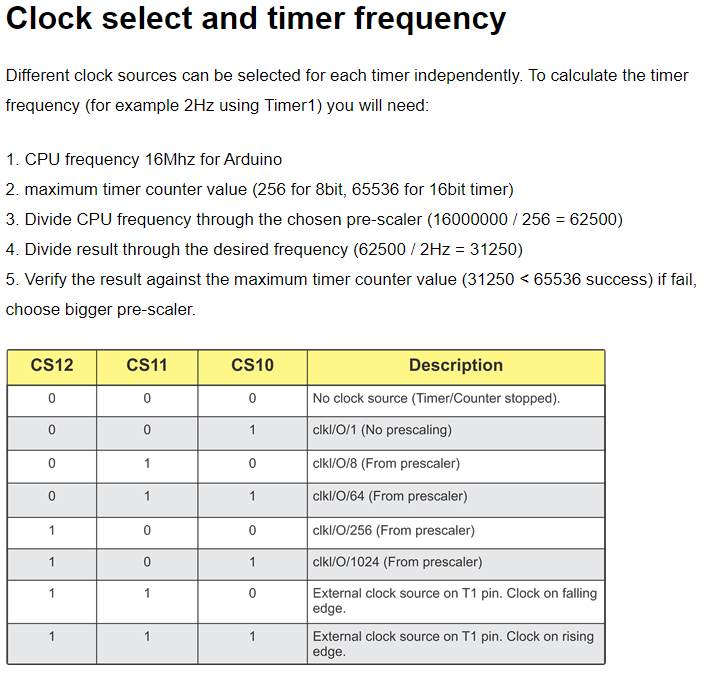 Clock select and timer frequency
Different clock sources can be selected for each timer independently. To calculate the timer
frequency (for example 2Hz using Timer1) you will need:
1. CPU frequency 16Mhz for Arduino
2. maximum timer counter value (256 for 8bit, 65536 for 16bit timer)
3. Divide CPU frequency through the chosen pre-scaler (16000000 / 256 = 62500)
4. Divide result through the desired frequency (62500 / 2Hz = 31250)
5. Verify the result against the maximum timer counter value (31250 < 65536 success) if fail,
choose bigger pre-scaler.
CS12 CS11 CS10 Description
0 0 0 No clock source (Timer/Counter stopped).
0 0 1 clkI/O/1 (No prescaling)
0 1 0 clkI/O/8 (From prescaler)
0 1 1 clkI/O/64 (From prescaler)
1 0 0 clkI/O/256 (From prescaler)
1 0 1 clkI/O/1024 (From prescaler)
1 1 0 External clock source on T1 pin. Clock on falling
edge.
1 1 1 External clock source on T1 pin. Clock on rising
edge.